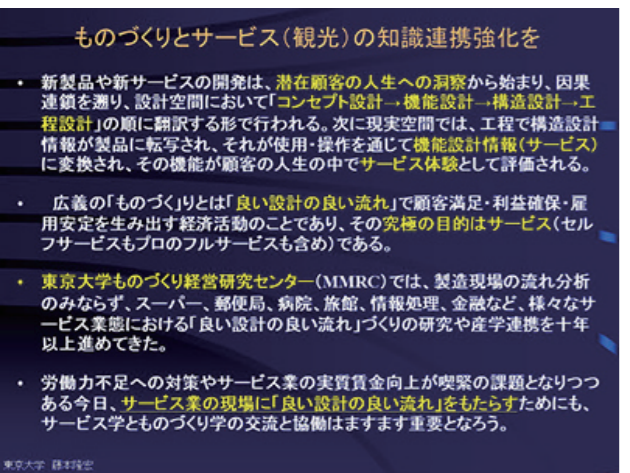 ものづくりとサービス(観光)の知識連携強化を
• 新製品や新サービスの開発は、潜在顧客の人生への洞察から始まり、因果
連鎖を遡り、設計空間において「コンセプト設計→機能設計→構造設計→工
程設計」の順に翻訳する形で行われる。次に現実空間では、工程で構造設計
情報が製品に転写され、それが使用・操作を通じて機能設計情報(サービス)
に変換され、その機能が顧客の人生の中でサービス体験として評価される。
• 広義の「ものづく」りとは「良い設計の良い流れ」で顧客満足・利益確保・雇
用安定を生み出す経済活動のことであり、その究極の目的はサービス(セル
フサービスもプロのフルサービスも含め)である。
• 東京大学ものづくり経営研究センター(MMRC)では、製造現場の流れ分析
のみならず、スーパー、郵便局、病院、旅館、情報処理、金融など、様々なサ
ービス業態における「良い設計の良い流れ」づくりの研究や産学連携を十年
以上進めてきた。
• 労働力不足への対策やサービス業の実質賃金向上が喫緊の課題となりつつ
ある今日、サービス業の現場に「良い設計の良い流れ」をもたらすためにも、
サービス学とものづくり学の交流と協働はますます重要となろう。
東京大学 藤本隆宏